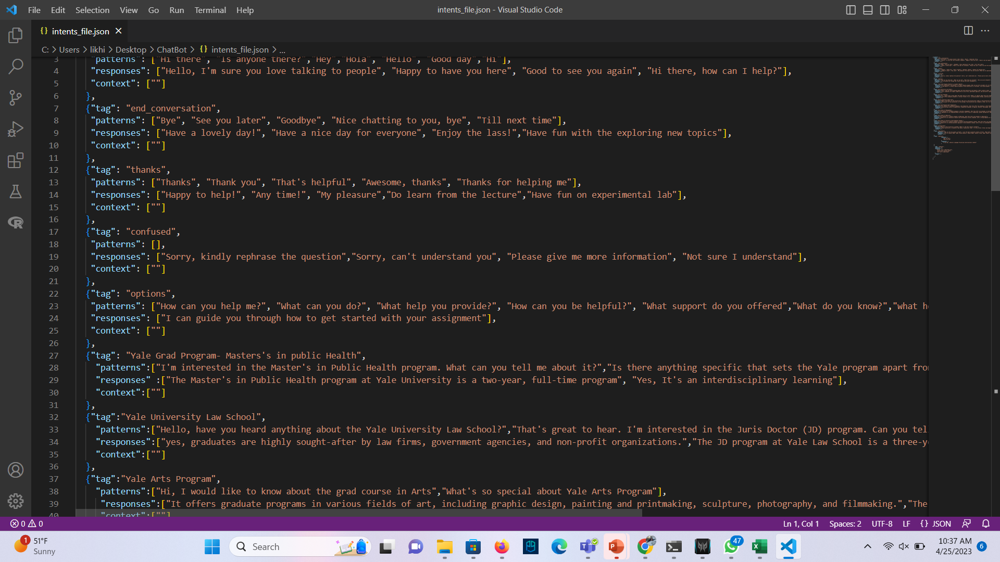 File Edit Selection View Go Run Terminal Help
intents_file.json - Visual Studio Code
{} intents_file.json ×
C: > Users > likhi > Desktop > ChatBot > {} intents_file.json > ...
3 "patterns": ["Hi there", "Is anyone there?","Hey","Hola", "Hello", "Good day","Hi"],
4 "responses": ["Hello, I'm sure you love talking to people", "Happy to have you here", "Good to see you again", "Hi there, how can I help?"],
5 "context": [""]
6 },
7 {"tag": "end_conversation",
8 "patterns": ["Bye", "See you later", "Goodbye", "Nice chatting to you, bye", "Till next time"],
9 "responses": ["Have a lovely day!", "Have a nice day for everyone", "Enjoy the lass!","Have fun with the exploring new topics"],
10 "context": [""]
11 },
12 {"tag": "thanks",
13 "patterns": ["Thanks", "Thank you", "That's helpful", "Awesome, thanks", "Thanks for helping me"],
14 "responses": ["Happy to help!", "Any time!", "My pleasure","Do learn from the lecture","Have fun on experimental lab"],
15 "context": [""]
16 },
17 {"tag": "confused",
18 "patterns": [],
19 "responses": ["Sorry, kindly rephrase the question","Sorry, can't understand you", "Please give me more information", "Not sure I understand"],
20 "context": [""]
21 },
22 {"tag": "options",
23 "patterns": ["How can you help me?", "What can you do?", "What help you provide?", "How can you be helpful?", "What support do you offered","What do you know?","what h
24 "responses": ["I can guide you through how to get started with your assignment"],
25 "context": [""]
26 },
27 {"tag": "Yale Grad Program- Masters's in public Health",
28 "patterns":["I'm interested in the Master's in Public Health program. What can you tell me about it?","Is there anything specific that sets the Yale program apart fro
29 "responses" :["The Master's in Public Health program at Yale University is a two-year, full-time program", "Yes, It's an interdisciplinary learning"],
30 "context":[""]
31 },
32 {"tag":"Yale University Law School",
33 "patterns":["Hello, have you heard anything about the Yale University Law School?","That's great to hear. I'm interested in the Juris Doctor (JD) program. Can you tel
34 "responses":["yes, graduates are highly sought-after by law firms, government agencies, and non-profit organizations.","The JD program at Yale Law School is a three-y
35 "context":[""]
36 },
37 {"tag":"Yale Arts Program",
38 "patterns":["Hi, I would like to know about the grad course in Arts","What's so special about Yale Arts Program"],
39 "responses":["It offers graduate programs in various fields of art, including graphic design, painting and printmaking, sculpture, photography, and filmmaking.","The
40 "context":[""]
0 0 Ln 1, Col 1 Spaces: 2 UTF-8 LF {} JSON
1 51°F
Sunny
Search
47
10:37 AM
4/25/2023
6